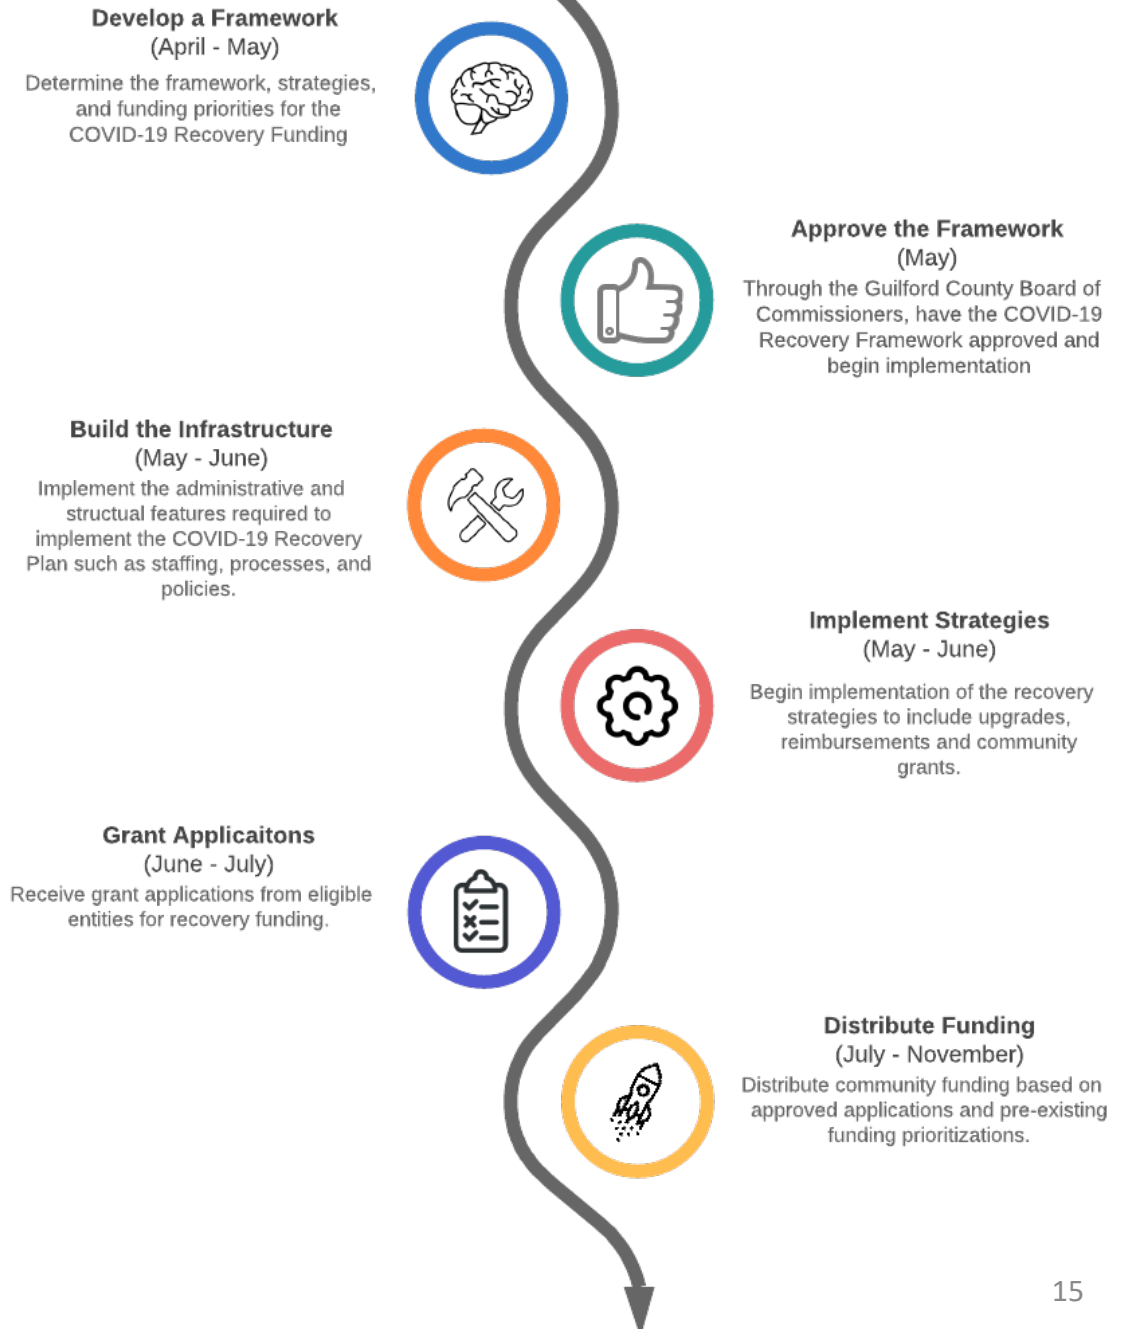 Develop a Framework
(April - May)
Determine the framework, strategies,
and funding priorities for the
COVID-19 Recovery Funding
Approve the Framework
(May)
Through the Guilford County Board of
Commissioners, have the COVID-19
Recovery Framework approved and
begin implementation
Build the Infrastructure
(May - June)
Implement the administrative and
structual features required to
implement the COVID-19 Recovery
Plan such as staffing, processes, and
policies.
Implement Strategies
(May - June)
Begin implementation of the recovery
strategies to include upgrades,
reimbursements and community
grants.
Grant Applicaitons
(June - July)
Receive grant applications from eligible
entities for recovery funding.
Distribute Funding
(July - November)
Distribute community funding based on
approved applications and pre-existing
funding prioritizations.
15